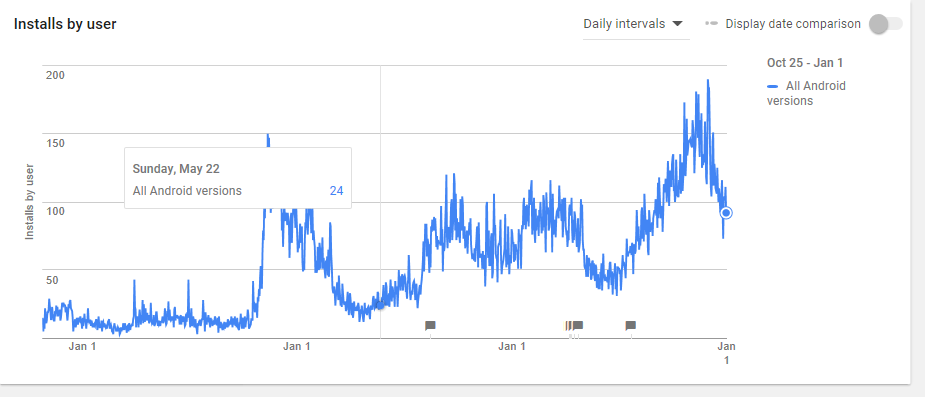 Installs by user
Daily intervals
Display date comparison
Oct 25 - Jan 1
All Android
versions
Installs by user
200
150
100
50
Sunday, May 22
All Android versions 24
Jan 1
Jan 1
Jan 1
Jan
1